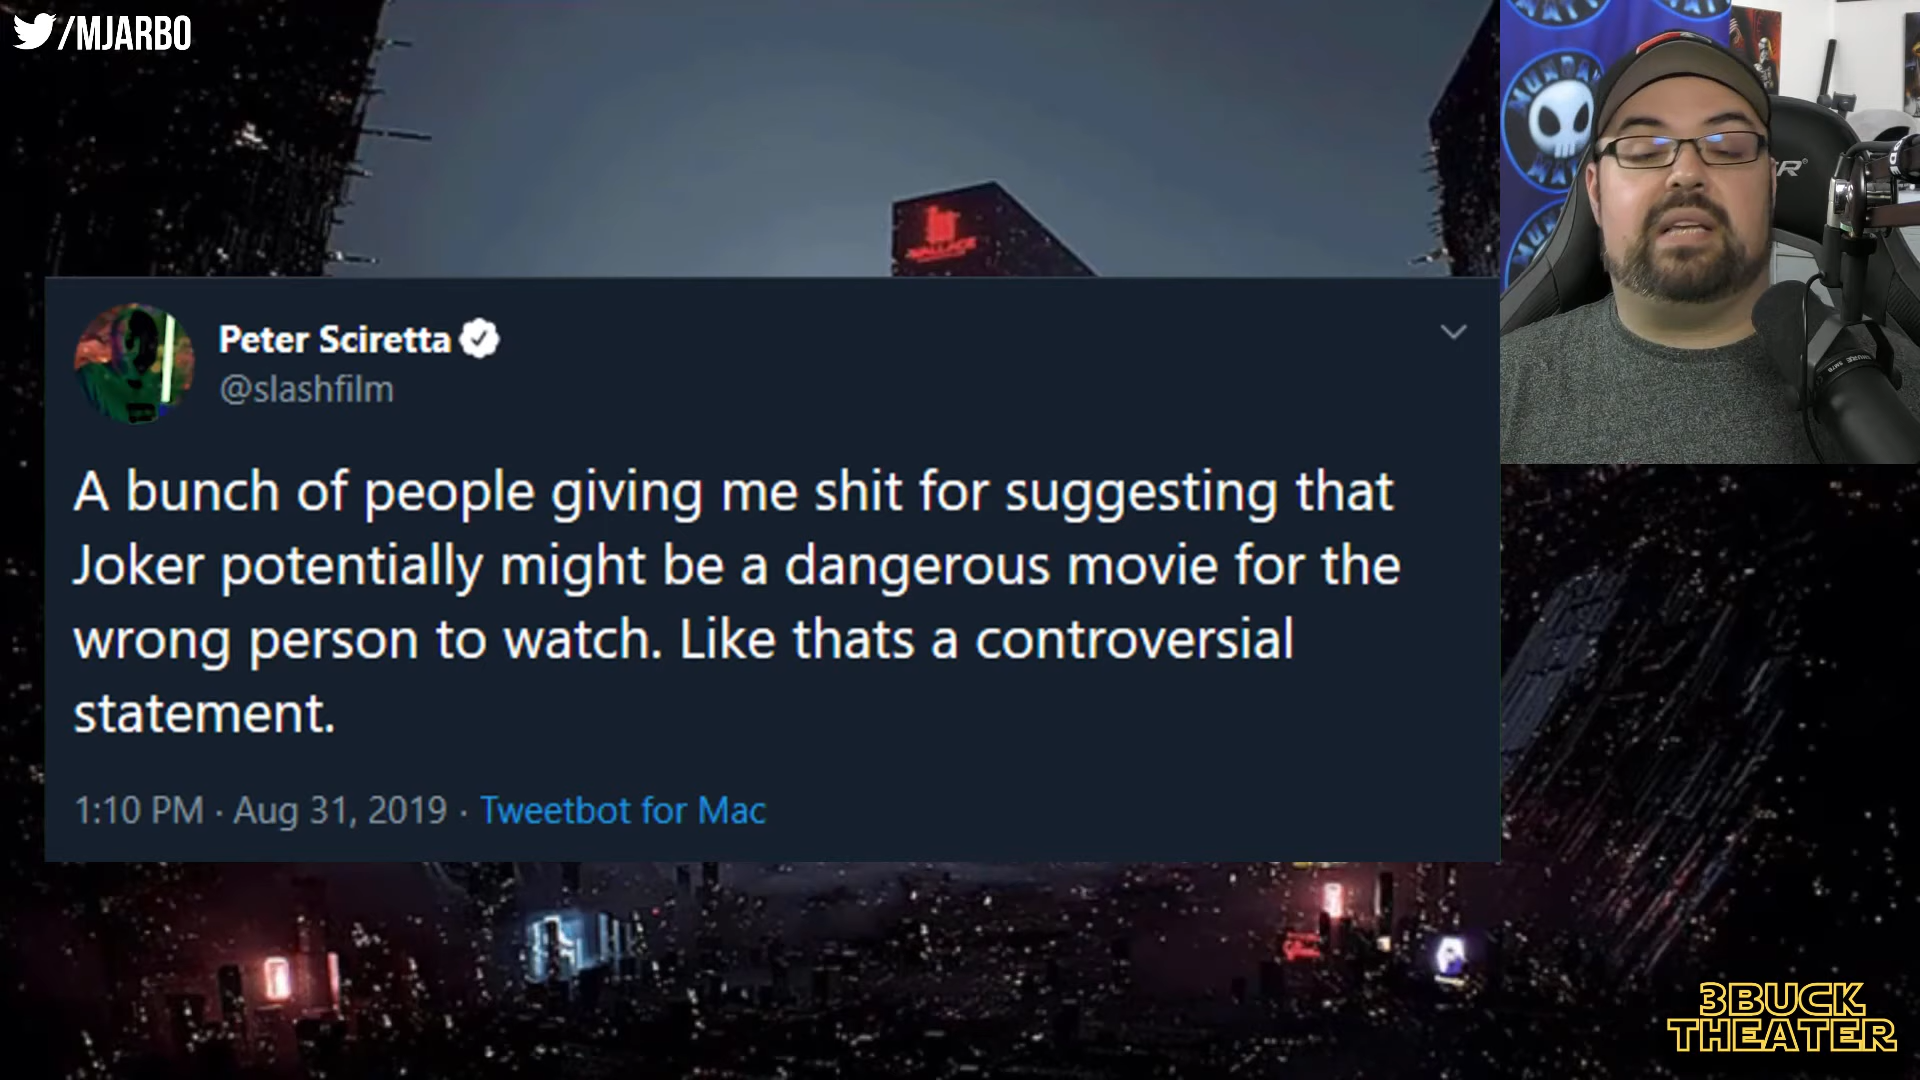 /MJARBO
WALLACE
Peter Sciretta
@slashfilm
A bunch of people giving me shit for suggesting that
Joker potentially might be a dangerous movie for the
wrong person to watch. Like thats a controversial
statement.
1:10 PM · Aug 31, 2019 · Tweetbot for Mac
3BUCK
THEATER